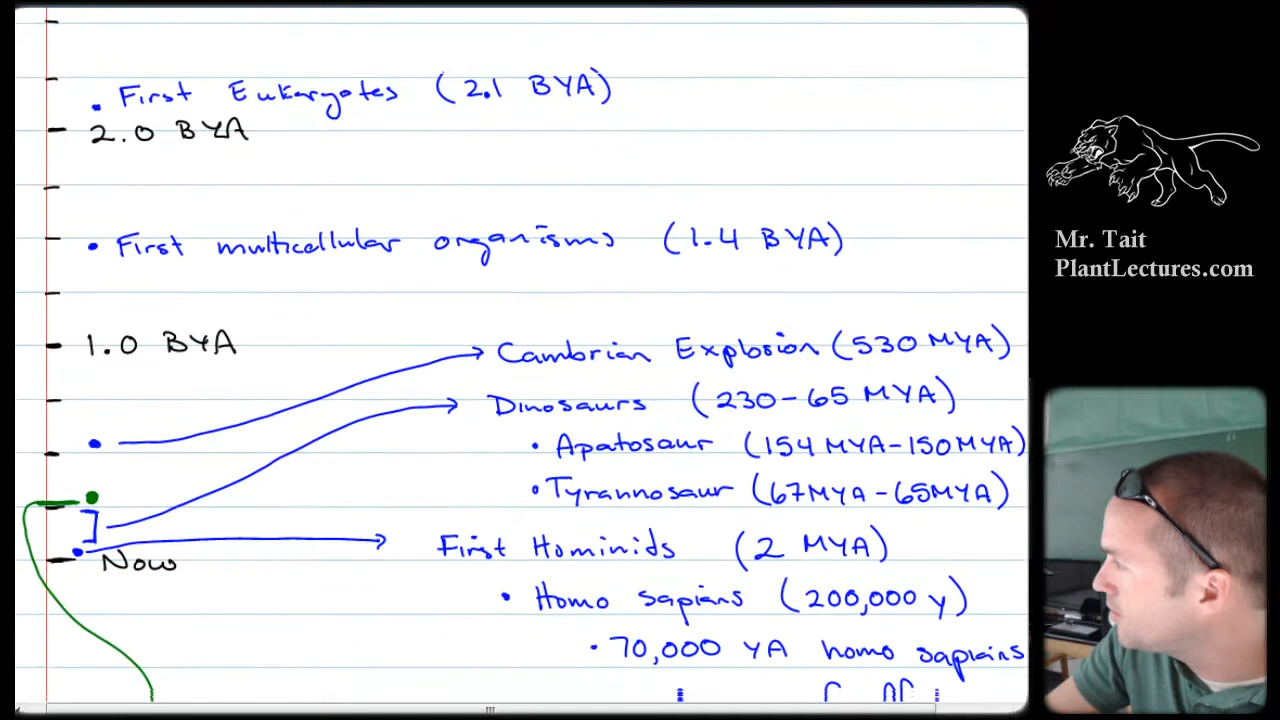 • First Eukaryotes (2.1 BYA)
2.0 BYA
• First multicellular organisms (1.4 BYA)
Mr. Tait
PlantLectures.com
1.0 BYA
Cambrian Explosion (530 MYA)
Dinosaurs (230-65 MYA)
• Apatosaur (154 MYA-150MYA)
• Tyrannosaur (67MYA-65MYA)
First Hominids (2 MYA)
Now
• Homo sapians (200,000 y)
• 70,000 YA homo sapians